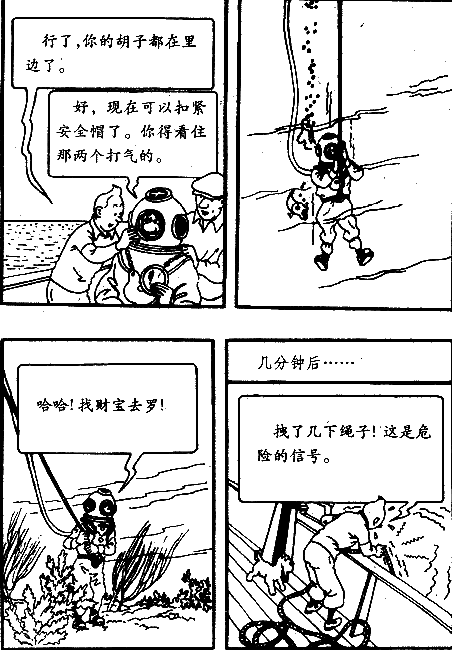 行了,你的胡子都在里
边了。
好，现在可以扣紧
安全帽了。你得看住
那两个打气的。
哈哈!找财宝去罗!
几分钟后……
拽了几下绳子!这是危
险的信号。